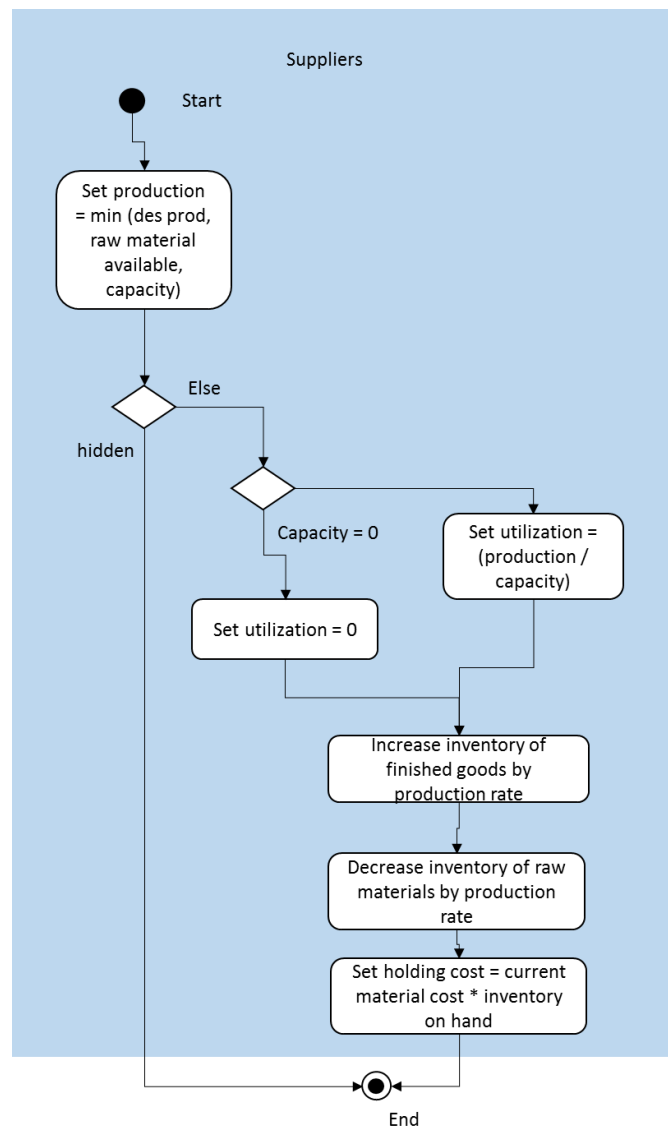 Suppliers
Start
Set production
= min (des prod,
raw material
available,
capacity)
Else
hidden
Capacity = 0
Set utilization =
(production /
capacity)
Set utilization = 0
Increase inventory of
finished goods by
production rate
Decrease inventory of raw
materials by production
rate
Set holding cost = current
material cost * inventory
on hand
End